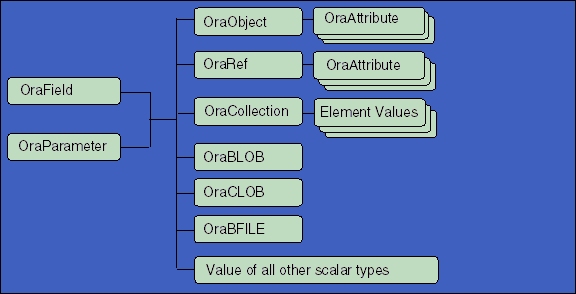 OraObject
OraAttribute
OraRef
OraAttribute
OraField
OraCollection
Element Values
OraParameter
OraBLOB
OraCLOB
OraBFILE
Value of all other scalar types